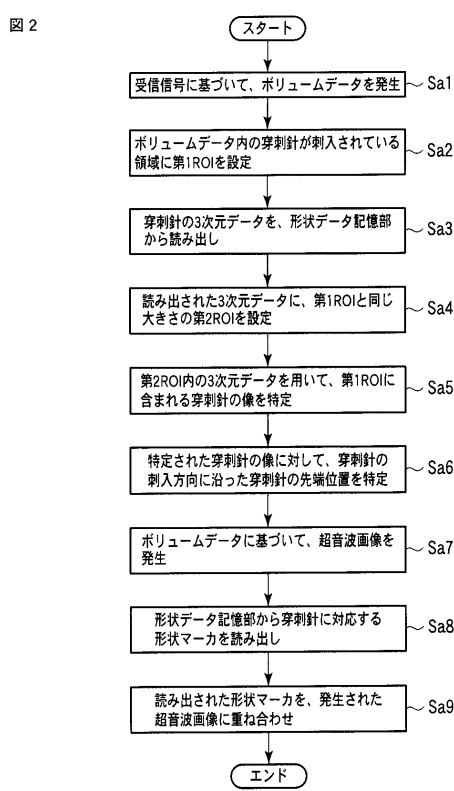 図2
スタート
受信信号に基づいて、ボリュームデータを発生
Sa1
ボリュームデータ内の穿刺針が刺入されている
領域に第1ROIを設定
Sa2
穿刺針の3次元データを、形状データ記憶部
から読み出し
Sa3
読み出された3次元データに、第1ROIと同じ
大きさの第2ROIを設定
Sa4
第2ROI内の3次元データを用いて、第1ROIに
含まれる穿刺針の像を特定
Sa5
特定された穿刺針の像に対して、穿刺針の
刺入方向に沿った穿刺針の先端位置を特定
Sa6
ボリュームデータに基づいて、超音波画像を
発生
Sa7
形状データ記憶部から穿刺針に対応する
形状マーカを読み出し
Sa8
読み出された形状マーカを、発生された
超音波画像に重ね合わせ
Sa9
エンド